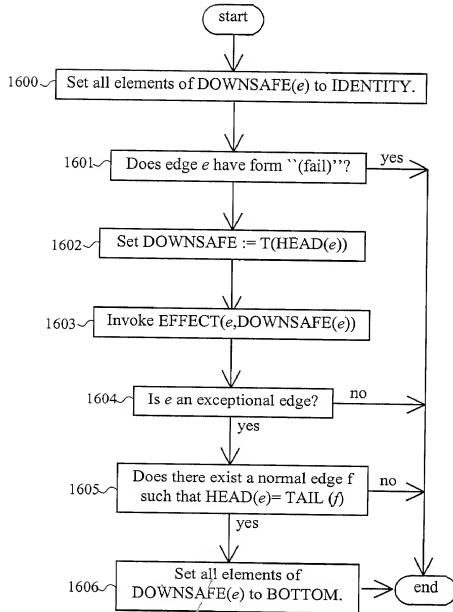 start
1600
Set all elements of DOWNSAFE(e) to IDENTITY.
1601
Does edge e have form ``(fail)''?
yes
1602
Set DOWNSAFE := T(HEAD(e))
1603
Invoke EFFECT(e,DOWNSAFE(e))
1604
Is e an exceptional edge?
no
yes
1605
Does there exist a normal edge f
such that HEAD(e)= TAIL (f)
no
yes
1606
Set all elements of
DOWNSAFE(e) to BOTTOM.
end